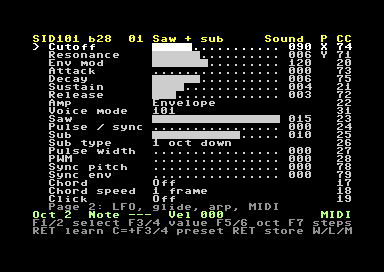 SID101 b28  01 Saw + sub      Sound  P CC
> Cutoff ........... 090 X 74
Resonance .......... 006 Y 71
Env mod ......... 120 20
Attack ................ 000 73
Decay .......... 006 75
Sustain ............ 004 21
Release ............. 003 72
Amp Envelope 22
Voice mode 101 31
Saw 015 23
Pulse / sync ................ 000 24
Sub ..... 010 25
Sub type 1 oct down 26
Pulse width ................ 000 27
PWM ................ 000 28
Sync pitch ................ 000 78
Sync env ................ 000 79
Chord Off 17
Chord speed 1 frame 18
Click Off 19
Page 2: LFO, glide, arp, MIDI
Oct 2  Note ---  Vel 000  MIDI
F1/2 select F3/4 value F5/6 oct F7 steps
RET learn C=+F3/4 preset RET store W/L/M